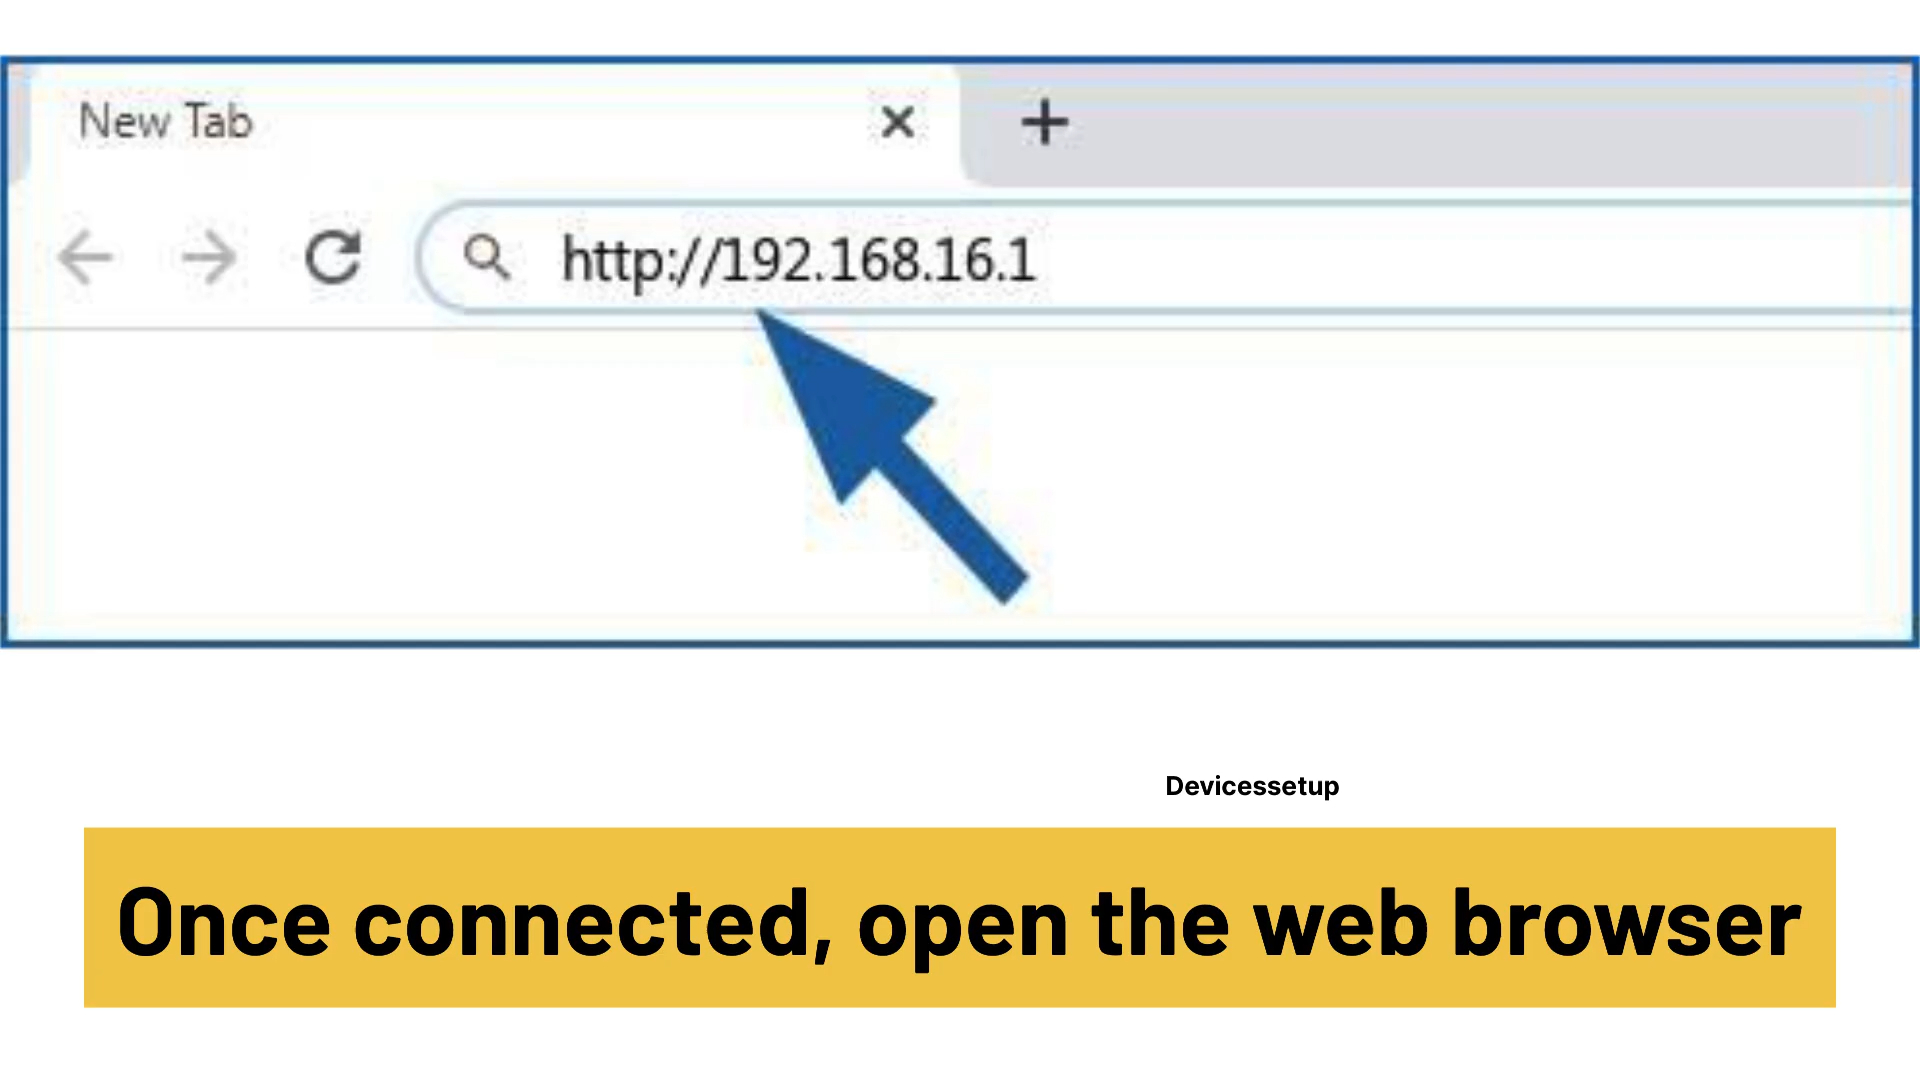 New Tab
http://192.168.16.1
Devicessetup
Once connected, open the web browser